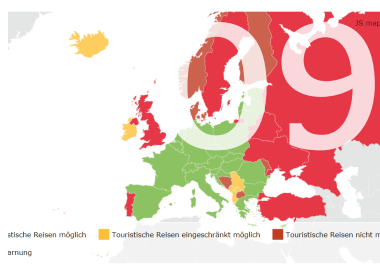 JS map
09
stische Reisen möglich Touristische Reisen eingeschränkt möglich Touristische Reisen nicht m
arnung